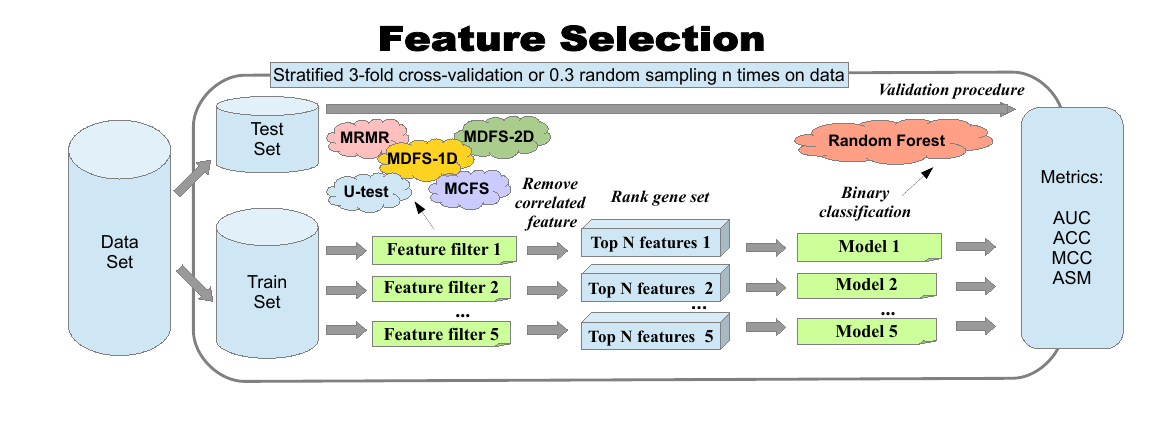 Feature Selection
Stratified 3-fold cross-validation or 0.3 random sampling n times on data
Validation procedure
Test
Set
MRMR
MDFS-2D
MDFS-1D
U-test
MCFS
Random Forest
Remove
correlated
feature
Rank gene set
Binary
classification
Data
Set
Train
Set
Feature filter 1
Top N features 1
Model 1
Feature filter 2
Top N features 2
Model 2
...
...
...
Feature filter 5
Top N features 5
Model 5
Metrics:
AUC
ACC
MCC
ASM